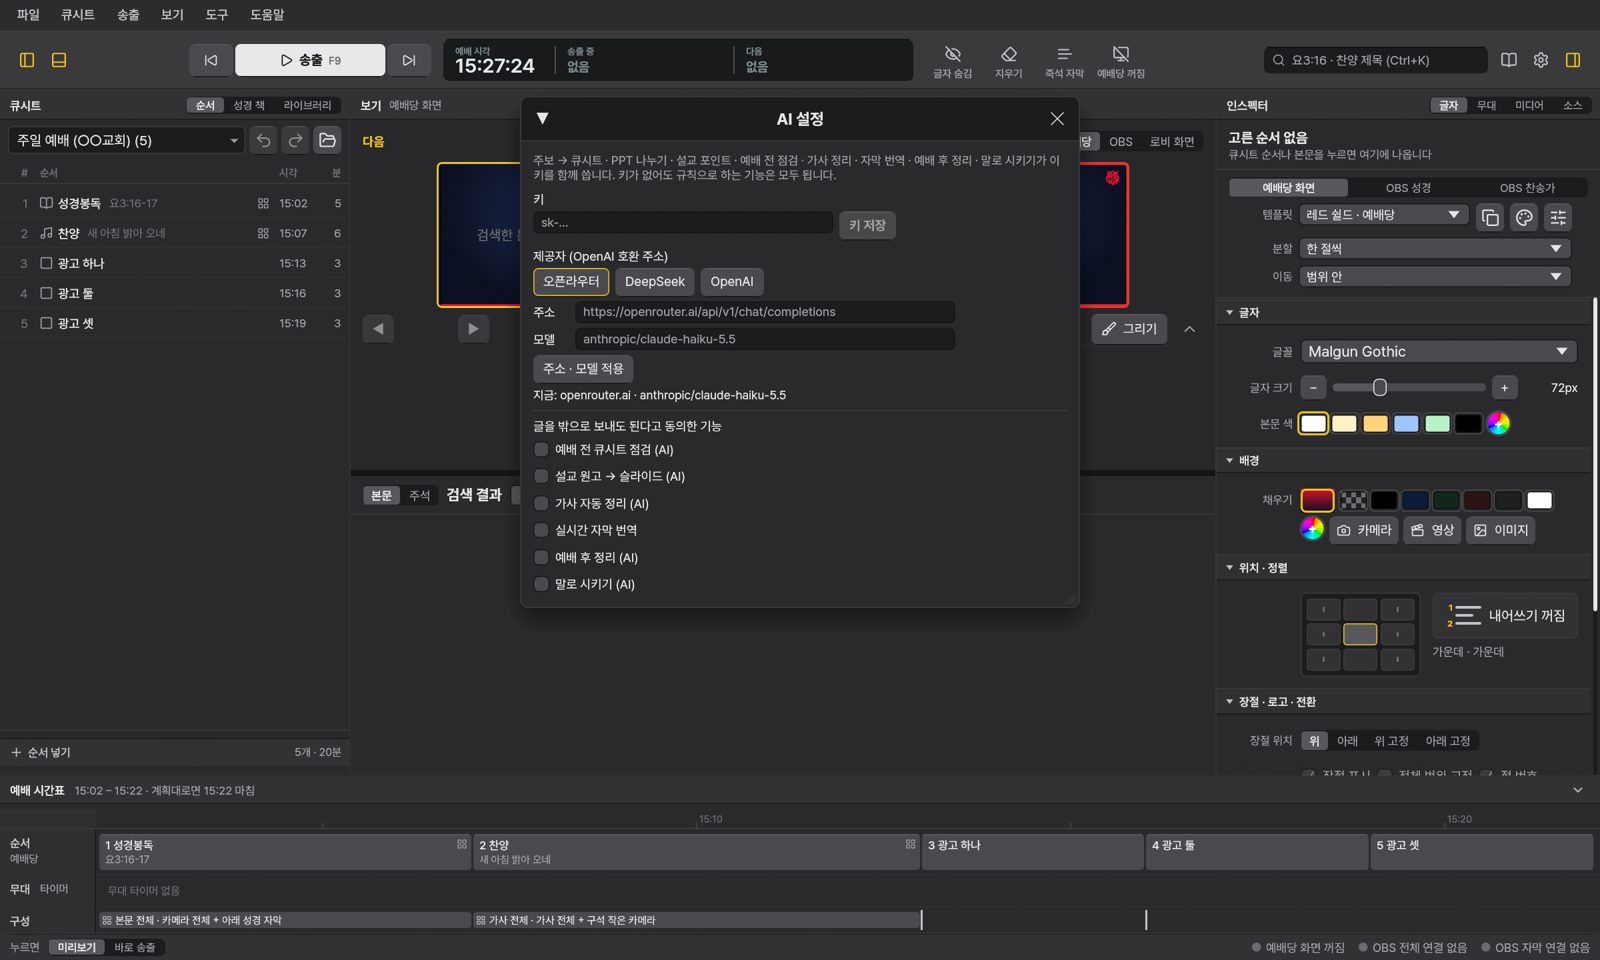 파일 큐시트 송출 보기 도구 도움말
송출 F9
예배 시각
15:27:24
송출 중
없음
다음
없음
글자 숨김 지우기 즉석 자막 예배당 꺼짐
요3:16 · 찬양 제목 (Ctrl+K)
큐시트
순서 성경 책 라이브러리
주일 예배 (〇〇교회) (5)
# 순서 시각 분
1 성경봉독 요3:16-17 15:02 5
2 찬양 새 아침 밝아 오네 15:07 6
3 광고 하나 15:13 3
4 광고 둘 15:16 3
5 광고 셋 15:19 3
+ 순서 넣기 5개 · 20분
보기 예배당 화면
다음
당 OBS 로비 화면
검색한
그리기
본문 주석 검색 결과
AI 설정
주보 → 큐시트 · PPT 나누기 · 설교 포인트 · 예배 전 점검 · 가사 정리 · 자막 번역 · 예배 후 정리 · 말로 시키기가 이
키를 함께 씁니다. 키가 없어도 규칙으로 하는 기능은 모두 됩니다.
키
sk-...
키 저장
제공자 (OpenAI 호환 주소)
오픈라우터 DeepSeek OpenAI
주소 https://openrouter.ai/api/v1/chat/completions
모델 anthropic/claude-haiku-5.5
주소 · 모델 적용
지금: openrouter.ai · anthropic/claude-haiku-5.5
글을 밖으로 보내도 된다고 동의한 기능
예배 전 큐시트 점검 (AI)
설교 원고 → 슬라이드 (AI)
가사 자동 정리 (AI)
실시간 자막 번역
예배 후 정리 (AI)
말로 시키기 (AI)
인스펙터
글자 무대 미디어 소스
고른 순서 없음
큐시트 순서나 본문을 누르면 여기에 나옵니다
예배당 화면 OBS 성경 OBS 찬송가
템플릿 레드 쉴드 · 예배당
분할 한 절씩
이동 범위 안
글자
글꼴 Malgun Gothic
글자 크기 − + 72px
본문 색
배경
채우기
카메라 영상 이미지
위치 · 정렬
1
2
내어쓰기 꺼짐
가운데 · 가운데
장절 · 로고 · 전환
장절 위치 위 아래 위 고정 아래 고정
장절 표시 전체 범위 고정 절 번호
예배 시간표 15:02 – 15:22 · 계획대로면 15:22 마침
15:10 15:20
순서
예배당
1 성경봉독
요3:16-17
2 찬양
새 아침 밝아 오네
3 광고 하나
4 광고 둘
5 광고 셋
무대 타이머 무대 타이머 없음
구성 본문 전체 · 카메라 전체 + 아래 성경 자막 가사 전체 · 가사 전체 + 구석 작은 카메라
누르면 미리보기 바로 송출
예배당 화면 꺼짐 OBS 전체 연결 없음 OBS 자막 연결 없음